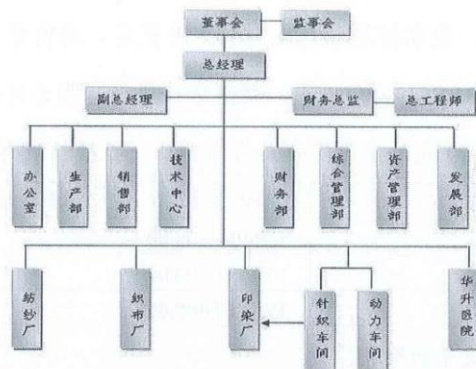 董事会
监事会
总经理
副总经理
财务总监
总工程师
办公室
生产部
销售部
技术中心
财务部
综合管理部
资产管理部
发展部
纺纱厂
织布厂
印染厂
针织车间
动力车间
华升医院